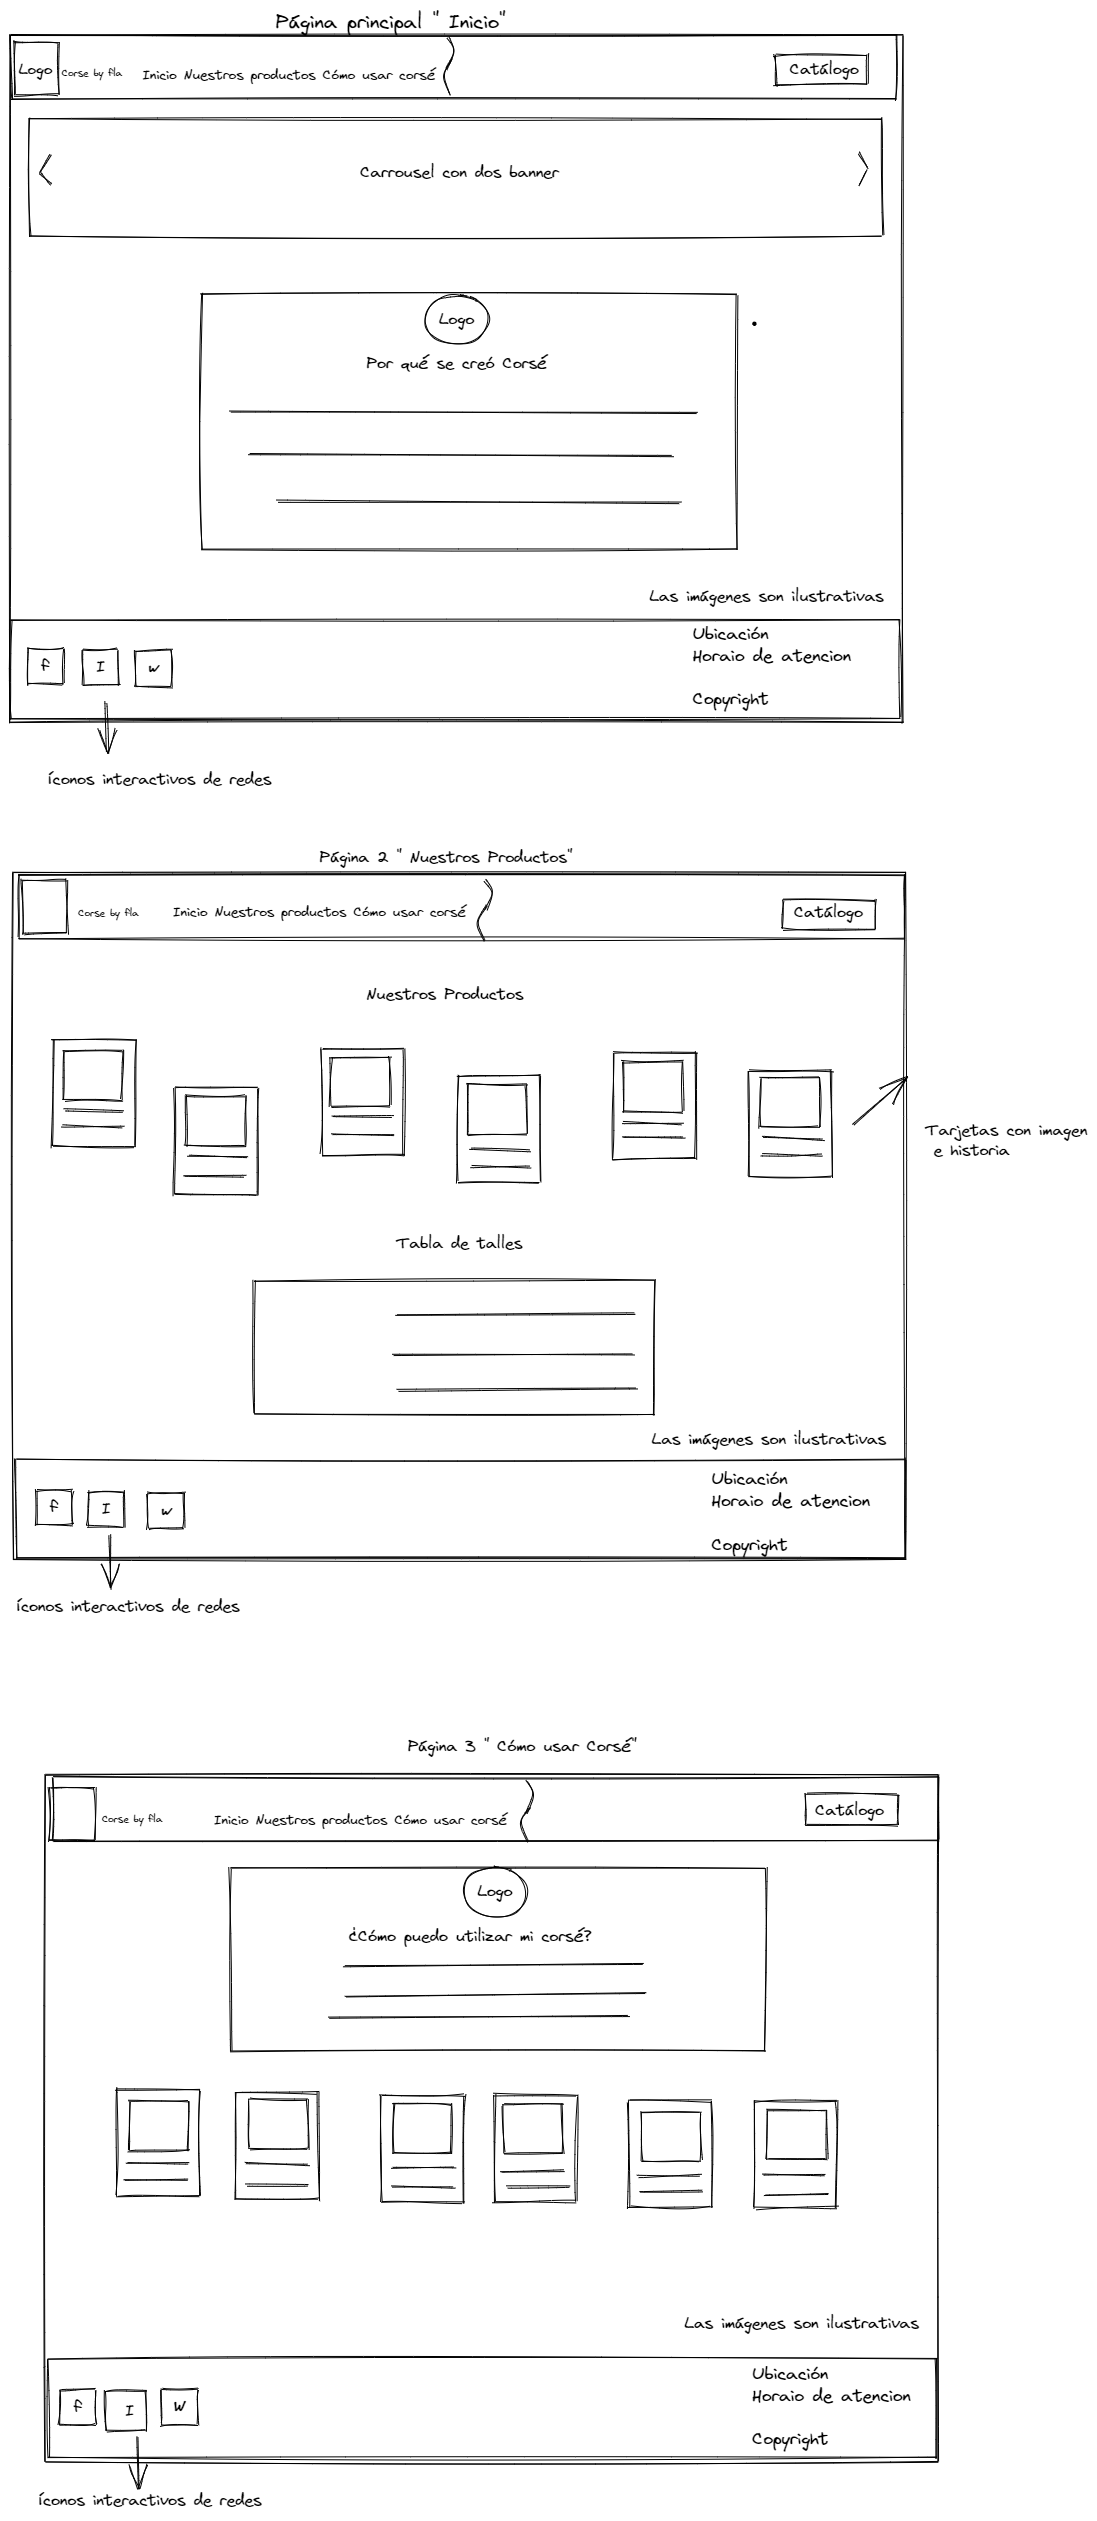 Página principal " Inicio"
Logo
Corse by fla
Inicio Nuestros productos Cómo usar corsé
Catálogo
Carrousel con dos banner
Logo
Por qué se creó Corsé
Las imágenes son ilustrativas
f
I
w
Ubicación
Horaio de atencion
Copyright
íconos interactivos de redes
Página 2 " Nuestros Productos"
Corse by fla
Inicio Nuestros productos Cómo usar corsé
Catálogo
Nuestros Productos
Tarjetas con imagen
e historia
Tabla de talles
Las imágenes son ilustrativas
f
I
w
Ubicación
Horaio de atencion
Copyright
íconos interactivos de redes
Página 3 " Cómo usar Corsé"
Corse by fla
Inicio Nuestros productos Cómo usar corsé
Catálogo
Logo
¿Cómo puedo utilizar mi corsé?
Las imágenes son ilustrativas
f
I
W
Ubicación
Horaio de atencion
Copyright
íconos interactivos de redes